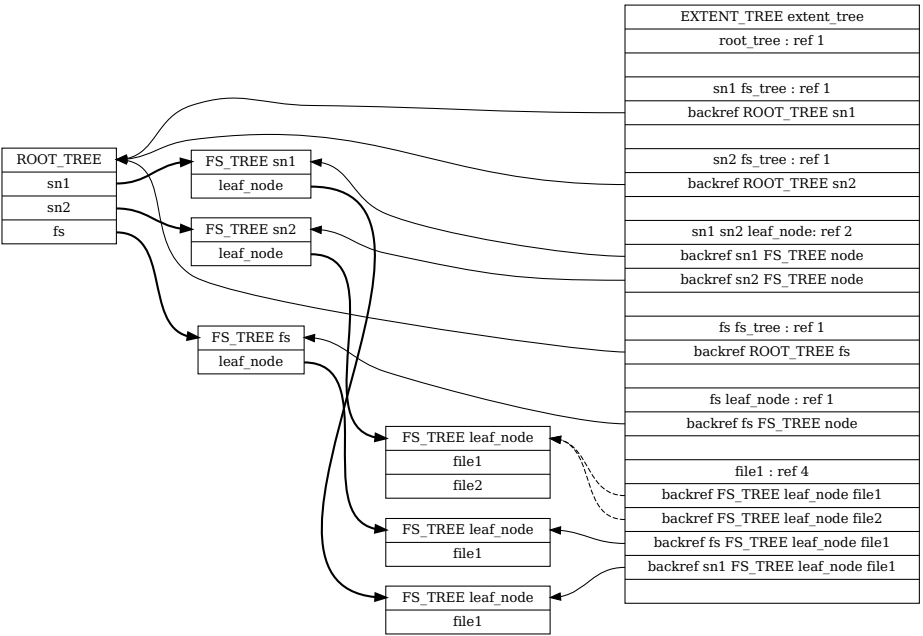 ROOT_TREE
sn1
sn2
fs
FS_TREE sn1
leaf_node
FS_TREE sn2
leaf_node
FS_TREE fs
leaf_node
FS_TREE leaf_node
file1
file2
FS_TREE leaf_node
file1
FS_TREE leaf_node
file1
EXTENT_TREE extent_tree
root_tree : ref 1
sn1 fs_tree : ref 1
backref ROOT_TREE sn1
sn2 fs_tree : ref 1
backref ROOT_TREE sn2
sn1 sn2 leaf_node: ref 2
backref sn1 FS_TREE node
backref sn2 FS_TREE node
fs fs_tree : ref 1
backref ROOT_TREE fs
fs leaf_node : ref 1
backref fs FS_TREE node
file1 : ref 4
backref FS_TREE leaf_node file1
backref FS_TREE leaf_node file2
backref fs FS_TREE leaf_node file1
backref sn1 FS_TREE leaf_node file1